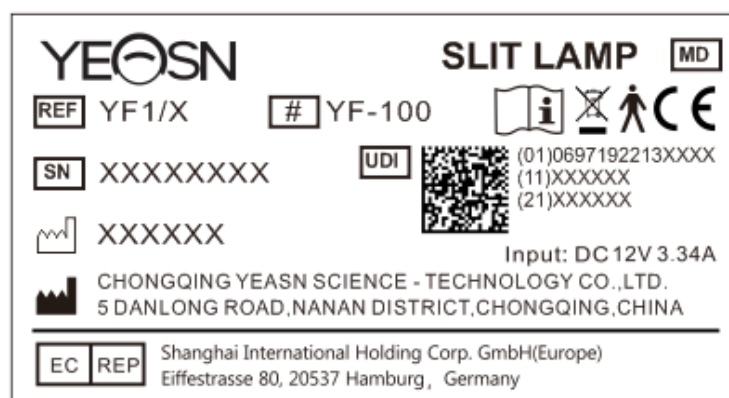 YEASN
SLIT LAMP MD
REF YF1/X # YF-100
SN XXXXXXXX
UDI (01)0697192213XXXX
(11)XXXXXX
(21)XXXXXX
XXXXXX
Input: DC12V 3.34A
CHONGQING YEASN SCIENCE - TECHNOLOGY CO.,LTD.
5 DANLONG ROAD,NANAN DISTRICT,CHONGQING,CHINA
EC REP Shanghai International Holding Corp. GmbH(Europe)
Eiffestrasse 80, 20537 Hamburg, Germany